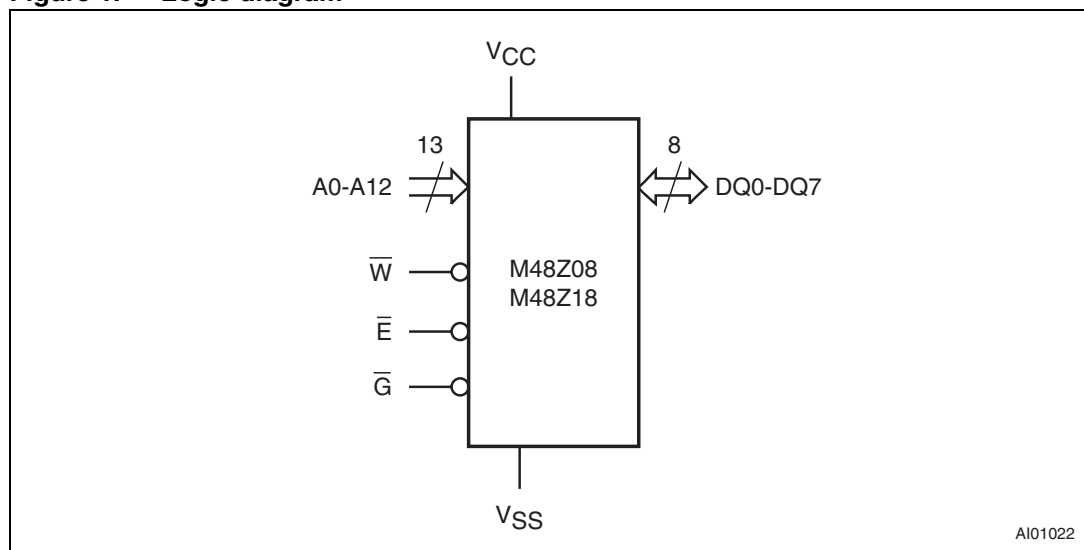 Figure 1. Logic diagram
VCC
13
8
A0-A12
DQ0-DQ7
W̅
M48Z08
M48Z18
E̅
G̅
VSS
AI01022